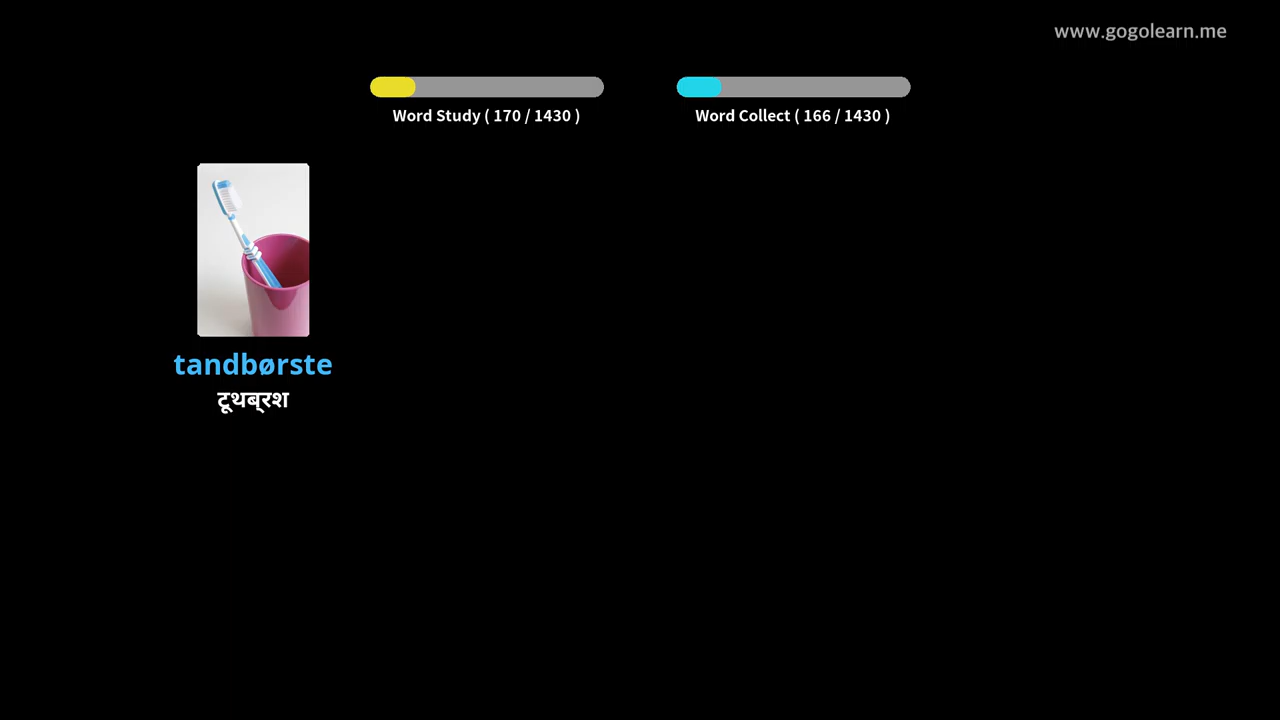 www.gogolearn.me
Word Study ( 170 / 1430 )
Word Collect ( 166 / 1430 )
tandbørste
टूथब्रश